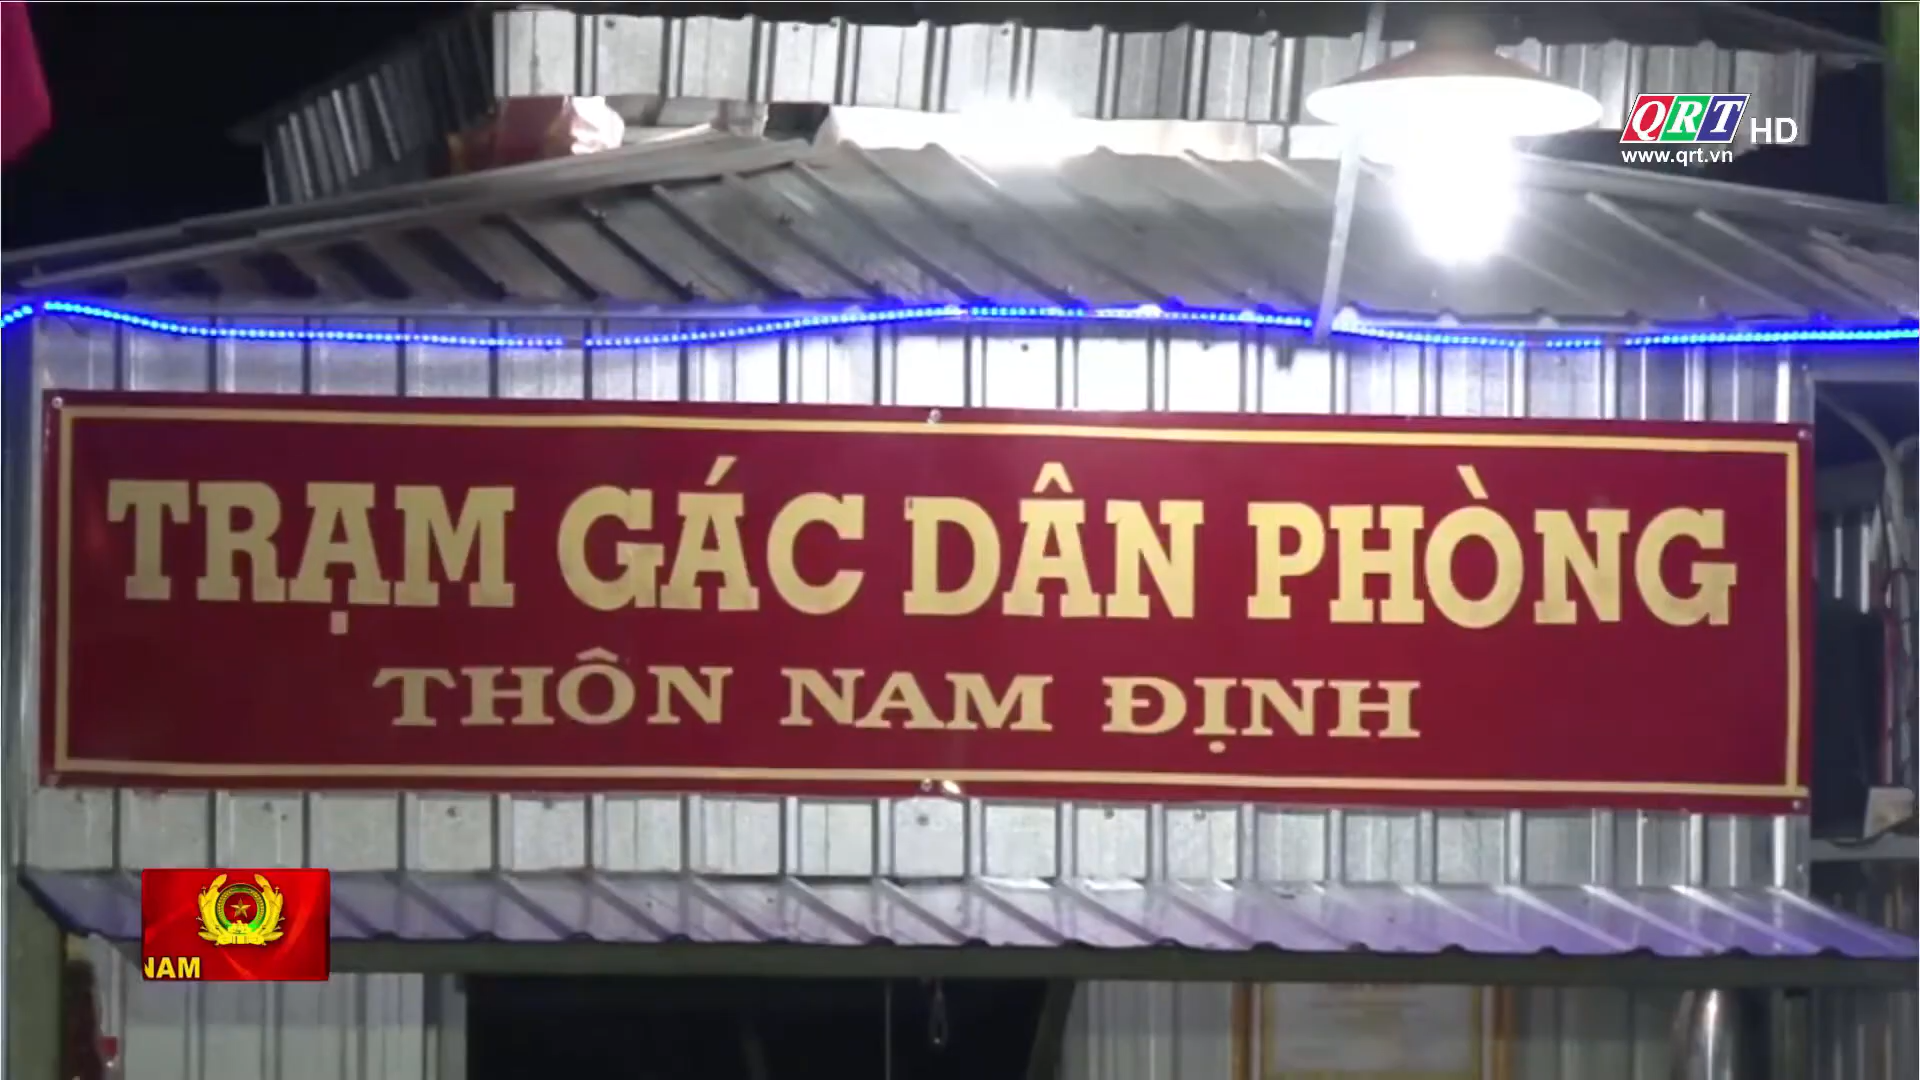 QRT HD
www.qrt.vn
TRẠM GÁC DÂN PHÒNG
THÔN NAM ĐỊNH
NAM